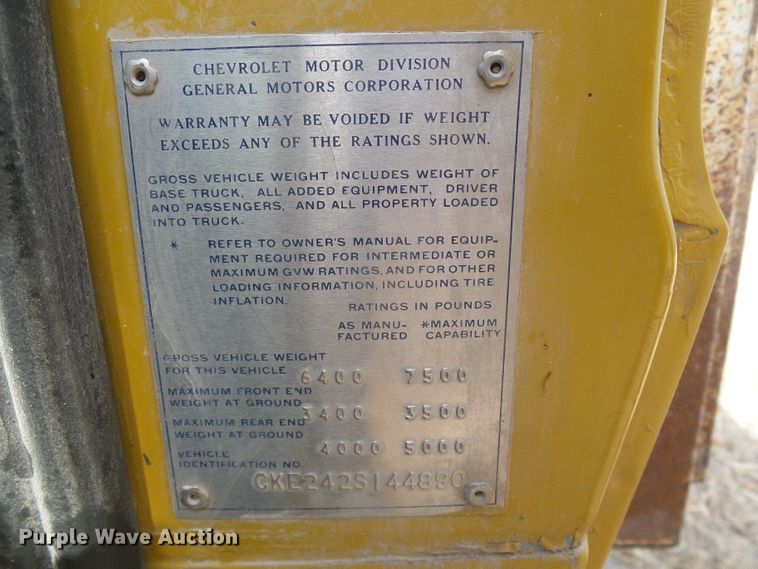 CHEVROLET MOTOR DIVISION
GENERAL MOTORS CORPORATION
WARRANTY MAY BE VOIDED IF WEIGHT
EXCEEDS ANY OF THE RATINGS SHOWN.
GROSS VEHICLE WEIGHT INCLUDES WEIGHT OF
BASE TRUCK, ALL ADDED EQUIPMENT, DRIVER
AND PASSENGERS, AND ALL PROPERTY LOADED
INTO TRUCK.
* REFER TO OWNER'S MANUAL FOR EQUIP-
MENT REQUIRED FOR INTERMEDIATE OR
MAXIMUM GVW RATINGS, AND FOR OTHER
LOADING INFORMATION, INCLUDING TIRE
INFLATION.
RATINGS IN POUNDS
AS MANU- *MAXIMUM
FACTURED CAPABILITY
GROSS VEHICLE WEIGHT
FOR THIS VEHICLE 6400 7500
MAXIMUM FRONT END
WEIGHT AT GROUND 3400 3500
MAXIMUM REAR END
WEIGHT AT GROUND 4000 5000
VEHICLE
IDENTIFICATION NO. CKE242S144890
Purple Wave Auction